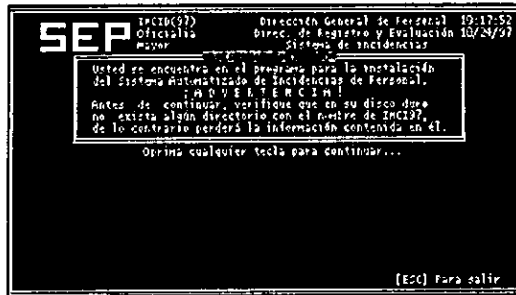 SEP
IMCID(97)
Oficialía
Mayor
Dirección General de Personal 19:17:52
Direc. de Registro y Evaluación 10/24/97
Sistema de incidencias
Usted se encuentra en el programa para la instalación
del Sistema Automatizado de Incidencias de Personal.
¡ A D V E R T E N C I A !
Antes de continuar, verifique que en su disco duro
no exista algún directorio con el nombre de IMCI97,
de lo contrario perderá la información contenida en él.
Oprima cualquier tecla para continuar...
[ESC] Para salir